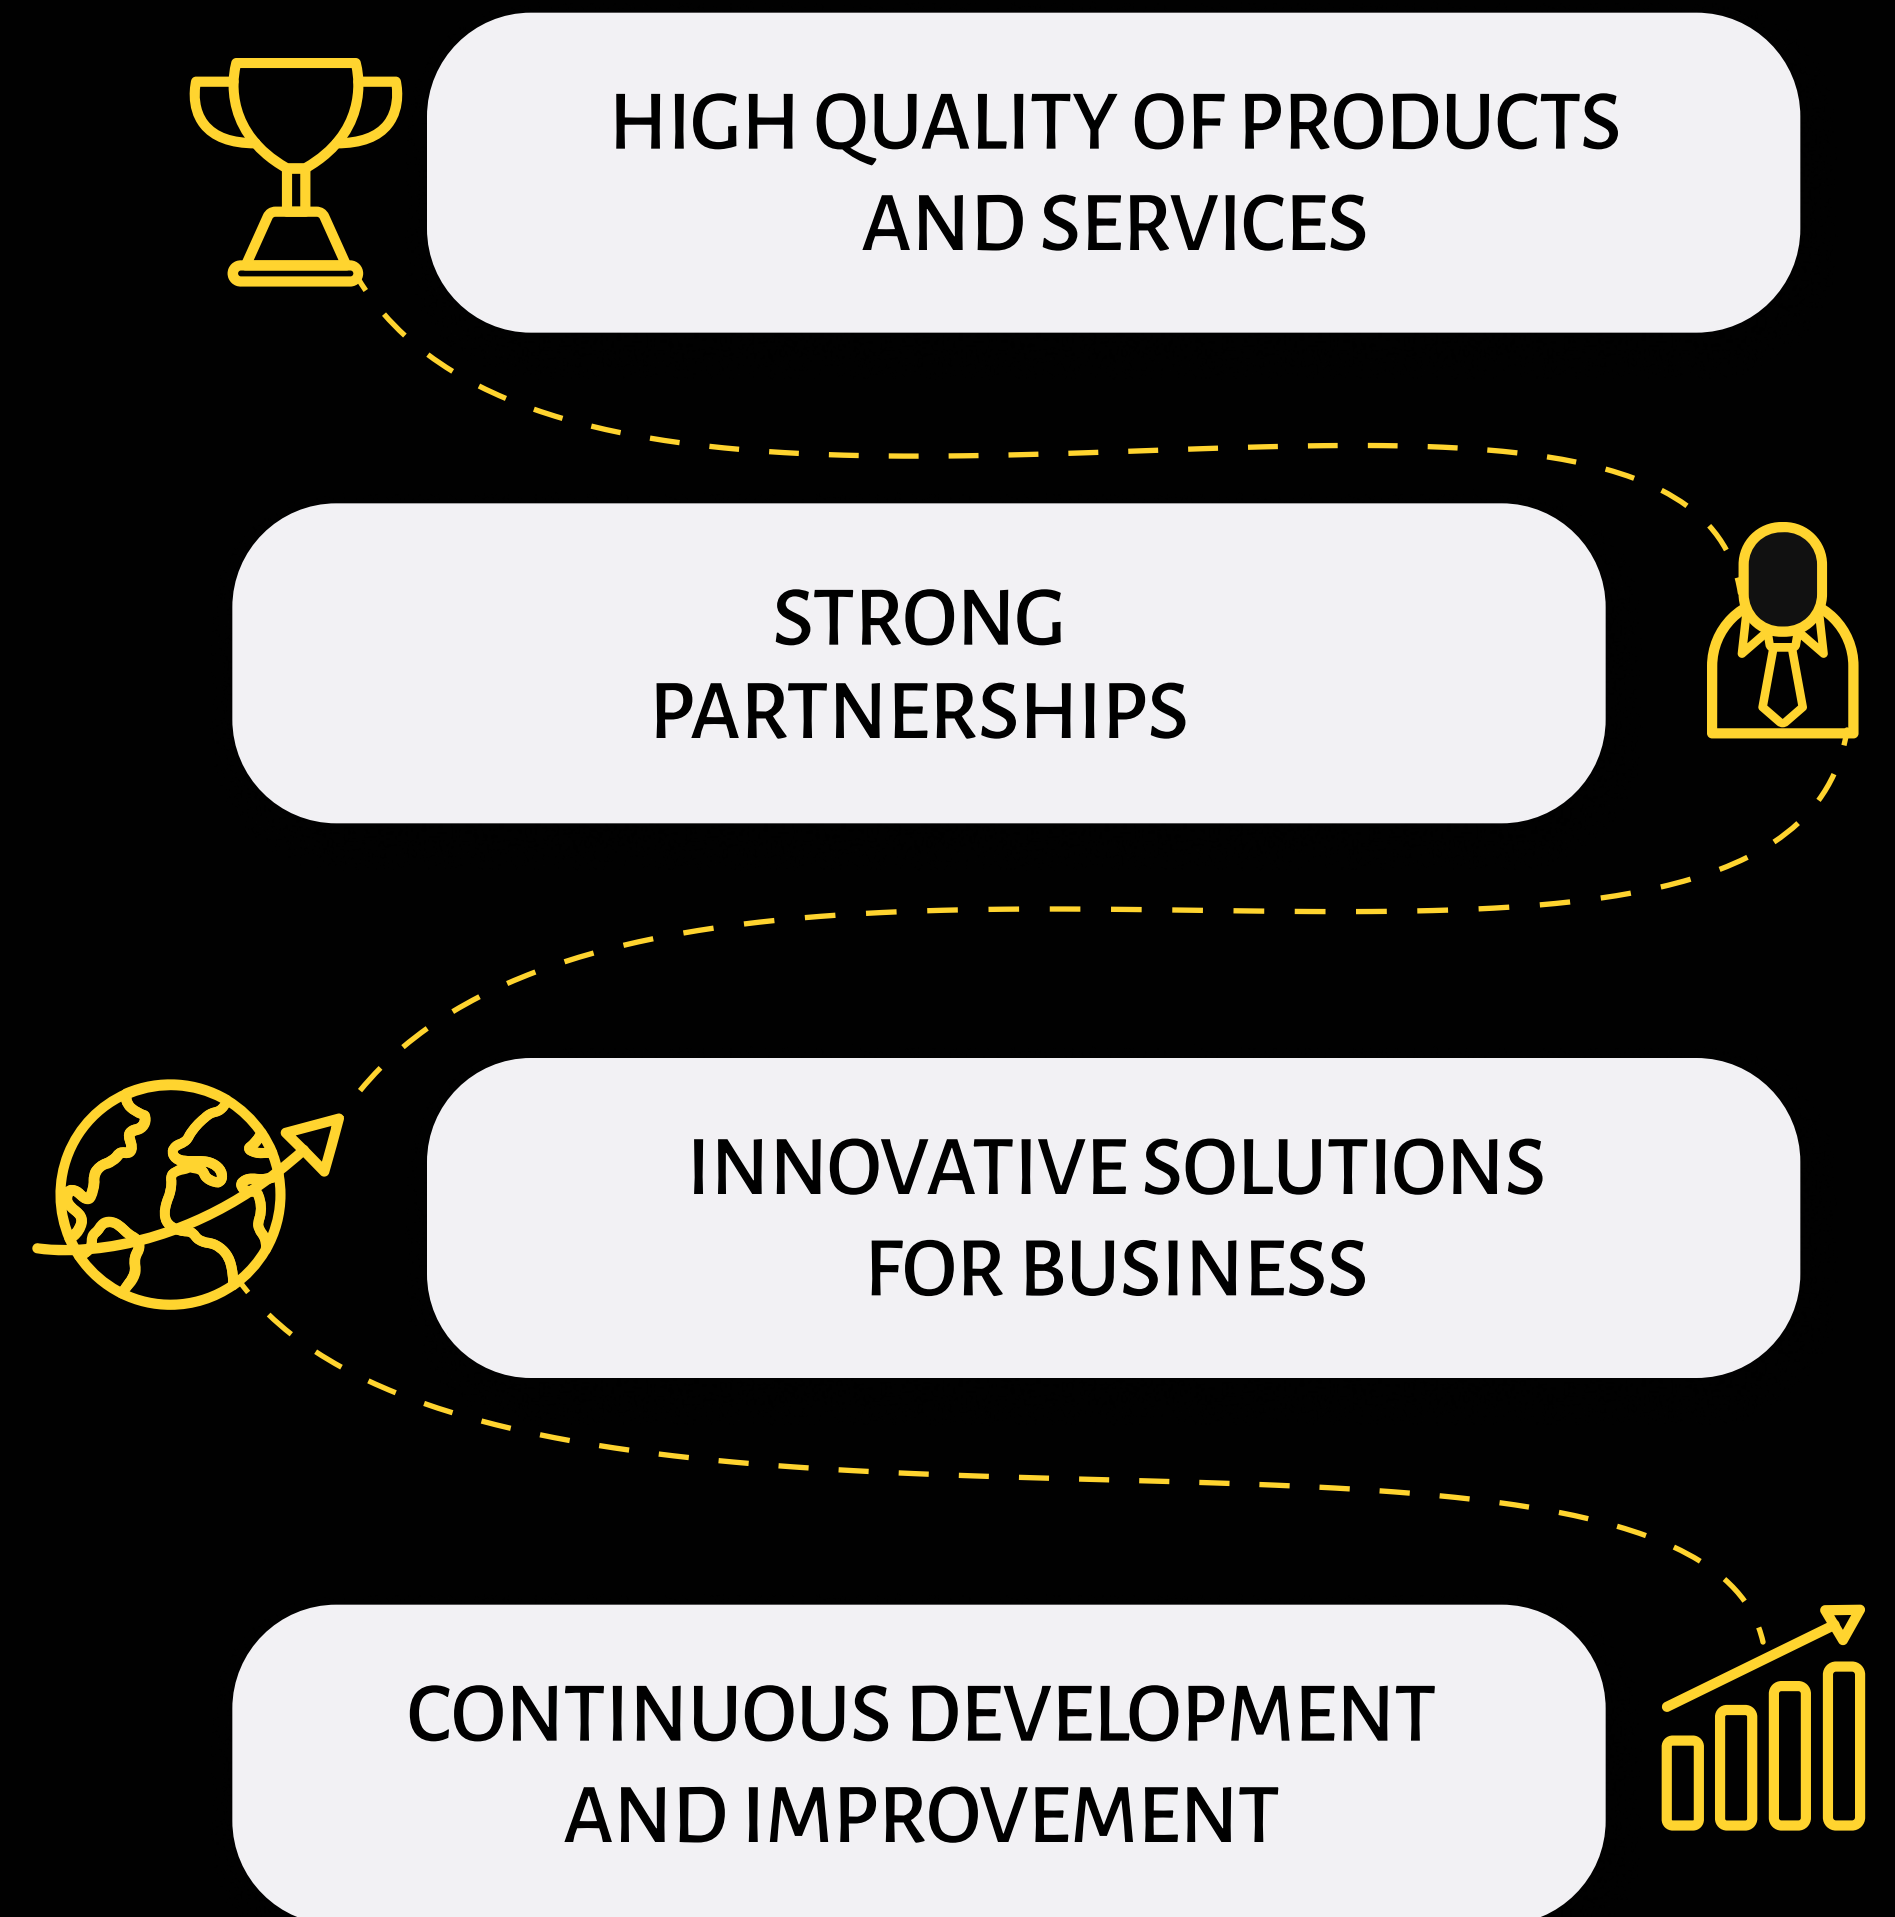 HIGH QUALITY OF PRODUCTS
AND SERVICES
STRONG
PARTNERSHIPS
INNOVATIVE SOLUTIONS
FOR BUSINESS
CONTINUOUS DEVELOPMENT
AND IMPROVEMENT